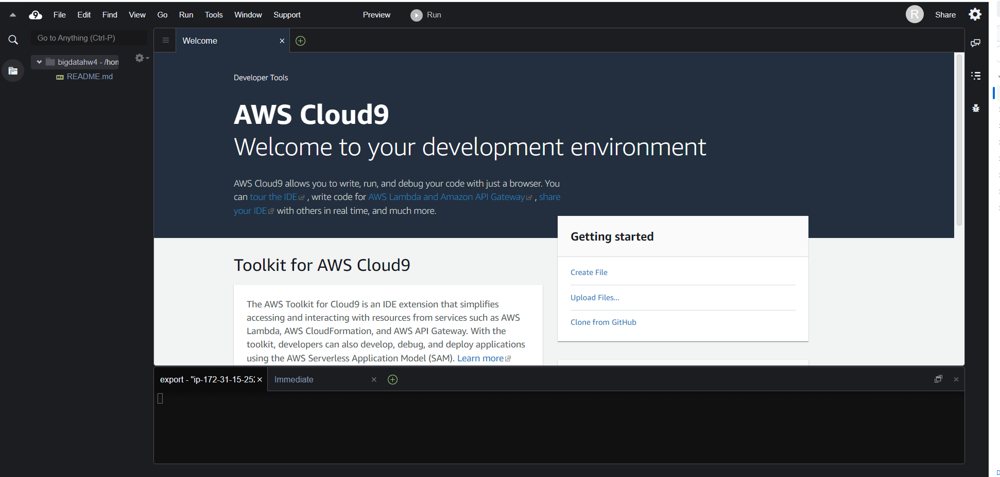 File Edit Find View Go Run Tools Window Support Preview Run R Share
Go to Anything (Ctrl-P)
Welcome
bigdatahw4 - /hon
README.md
Developer Tools
AWS Cloud9
Welcome to your development environment
AWS Cloud9 allows you to write, run, and debug your code with just a browser. You
can tour the IDE , write code for AWS Lambda and Amazon API Gateway , share
your IDE with others in real time, and much more.
Getting started
Create File
Upload Files...
Clone from GitHub
Toolkit for AWS Cloud9
The AWS Toolkit for Cloud9 is an IDE extension that simplifies
accessing and interacting with resources from services such as AWS
Lambda, AWS CloudFormation, and AWS API Gateway. With the
toolkit, developers can also develop, debug, and deploy applications
using the AWS Serverless Application Model (SAM). Learn more
export - "ip-172-31-15-252 Immediate